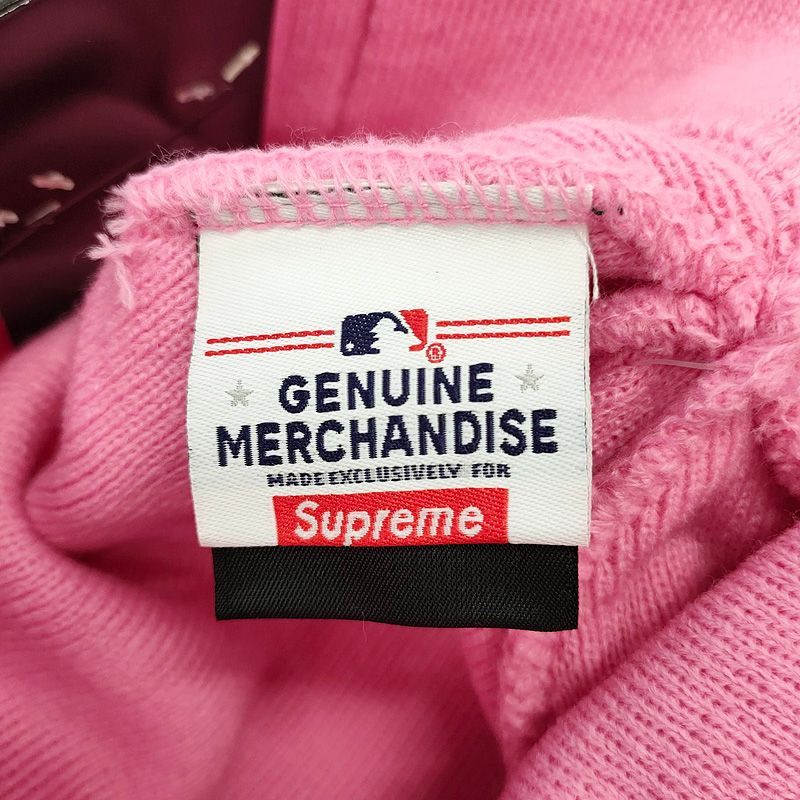 ®
GENUINE
MERCHANDISE
MADE EXCLUSIVELY FOR
Supreme